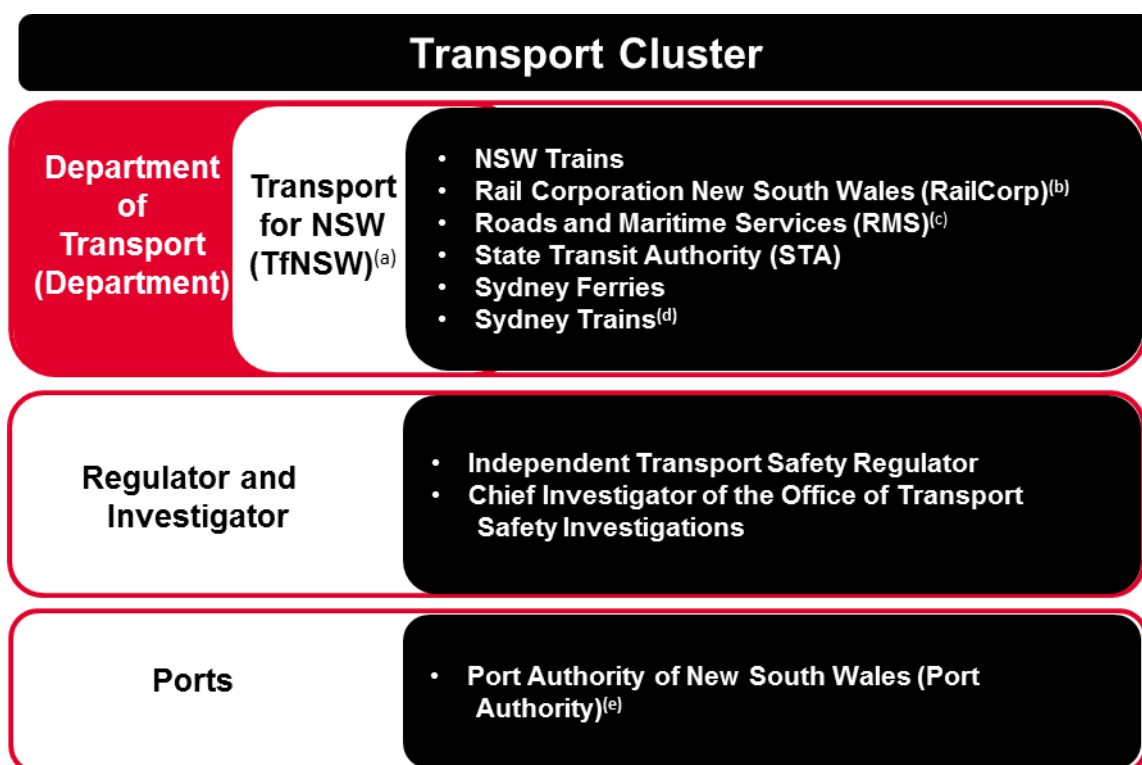 Transport Cluster
Department
of
Transport
(Department)
Transport
for NSW
(TfNSW)(a)
• NSW Trains
• Rail Corporation New South Wales (RailCorp)(b)
• Roads and Maritime Services (RMS)(c)
• State Transit Authority (STA)
• Sydney Ferries
• Sydney Trains(d)
Regulator and
Investigator
• Independent Transport Safety Regulator
• Chief Investigator of the Office of Transport
Safety Investigations
Ports
• Port Authority of New South Wales (Port
Authority)(e)